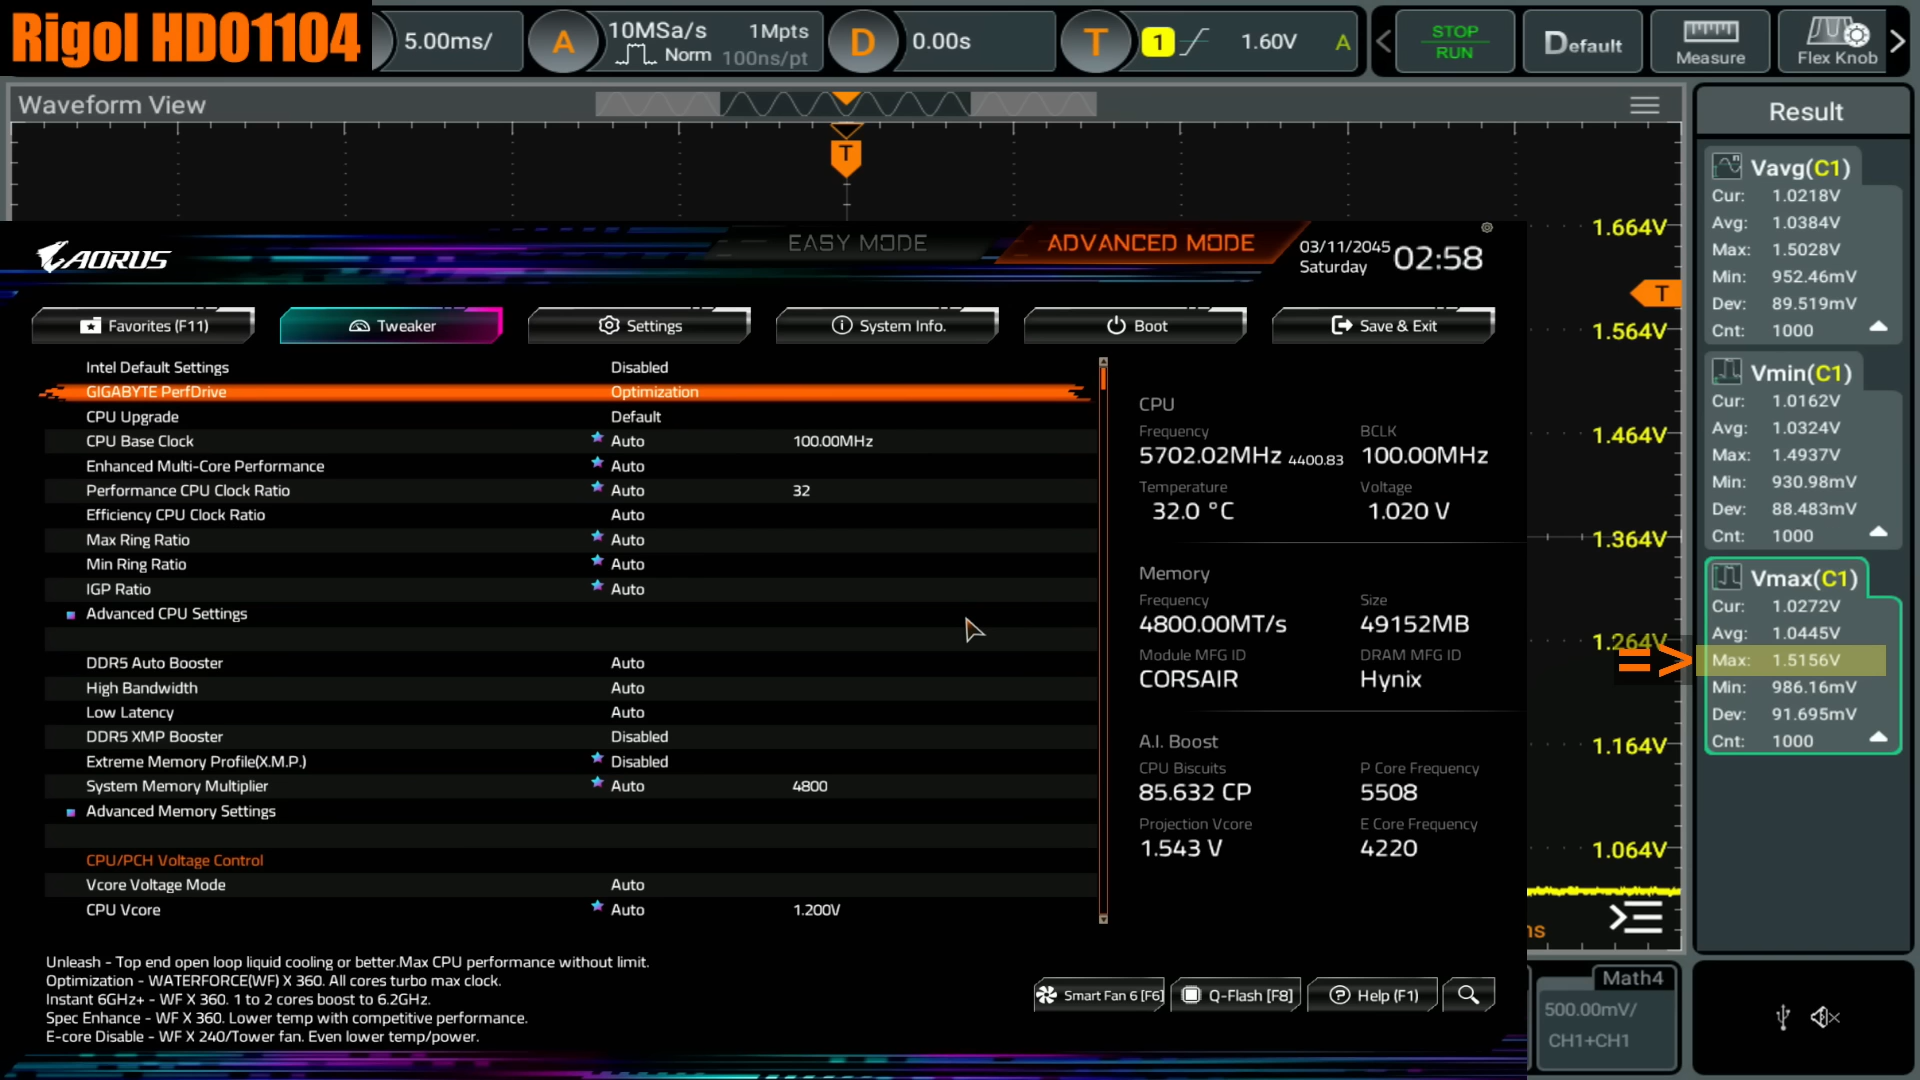 Rigol HDO1104
5.00ms/
A
10MSa/s
1Mpts
Norm
100ns/pt
D
0.00s
T
1
1.60V
A
STOP
RUN
Default
Measure
Flex Knob
Waveform View
T
Result
Vavg(C1)
Cur: 1.0218V
Avg: 1.0384V
Max: 1.5028V
Min: 952.46mV
Dev: 89.519mV
Cnt: 1000
Vmin(C1)
Cur: 1.0162V
Avg: 1.0324V
Max: 1.4937V
Min: 930.98mV
Dev: 88.483mV
Cnt: 1000
Vmax(C1)
Cur: 1.0272V
Avg: 1.0445V
=> Max: 1.5156V
Min: 986.16mV
Dev: 91.695mV
Cnt: 1000
1.664V
T
1.564V
1.464V
1.364V
1.264V
1.164V
1.064V
AORUS
EASY MODE
ADVANCED MODE
03/11/2045
Saturday
02:58
Favorites (F11)
Tweaker
Settings
System Info.
Boot
Save & Exit
Intel Default Settings Disabled
GIGABYTE PerfDrive Optimization
CPU Upgrade Default
CPU Base Clock Auto 100.00MHz
Enhanced Multi-Core Performance Auto
Performance CPU Clock Ratio Auto 32
Efficiency CPU Clock Ratio Auto
Max Ring Ratio Auto
Min Ring Ratio Auto
IGP Ratio Auto
Advanced CPU Settings
DDR5 Auto Booster Auto
High Bandwidth Auto
Low Latency Auto
DDR5 XMP Booster Disabled
Extreme Memory Profile(X.M.P.) Disabled
System Memory Multiplier Auto 4800
Advanced Memory Settings
CPU/PCH Voltage Control
Vcore Voltage Mode Auto
CPU Vcore Auto 1.200V
CPU
Frequency BCLK
5702.02MHz 4400.83 100.00MHz
Temperature Voltage
32.0 °C 1.020 V
Memory
Frequency Size
4800.00MT/s 49152MB
Module MFG ID DRAM MFG ID
CORSAIR Hynix
A.I. Boost
CPU Biscuits P Core Frequency
85.632 CP 5508
Projection Vcore E Core Frequency
1.543 V 4220
Unleash - Top end open loop liquid cooling or better.Max CPU performance without limit.
Optimization - WATERFORCE(WF) X 360. All cores turbo max clock.
Instant 6GHz+ - WF X 360. 1 to 2 cores boost to 6.2GHz.
Spec Enhance - WF X 360. Lower temp with competitive performance.
E-core Disable - WF X 240/Tower fan. Even lower temp/power.
Smart Fan 6 [F6]
Q-Flash [F8]
Help (F1)
Math4
500.00mV/
CH1+CH1